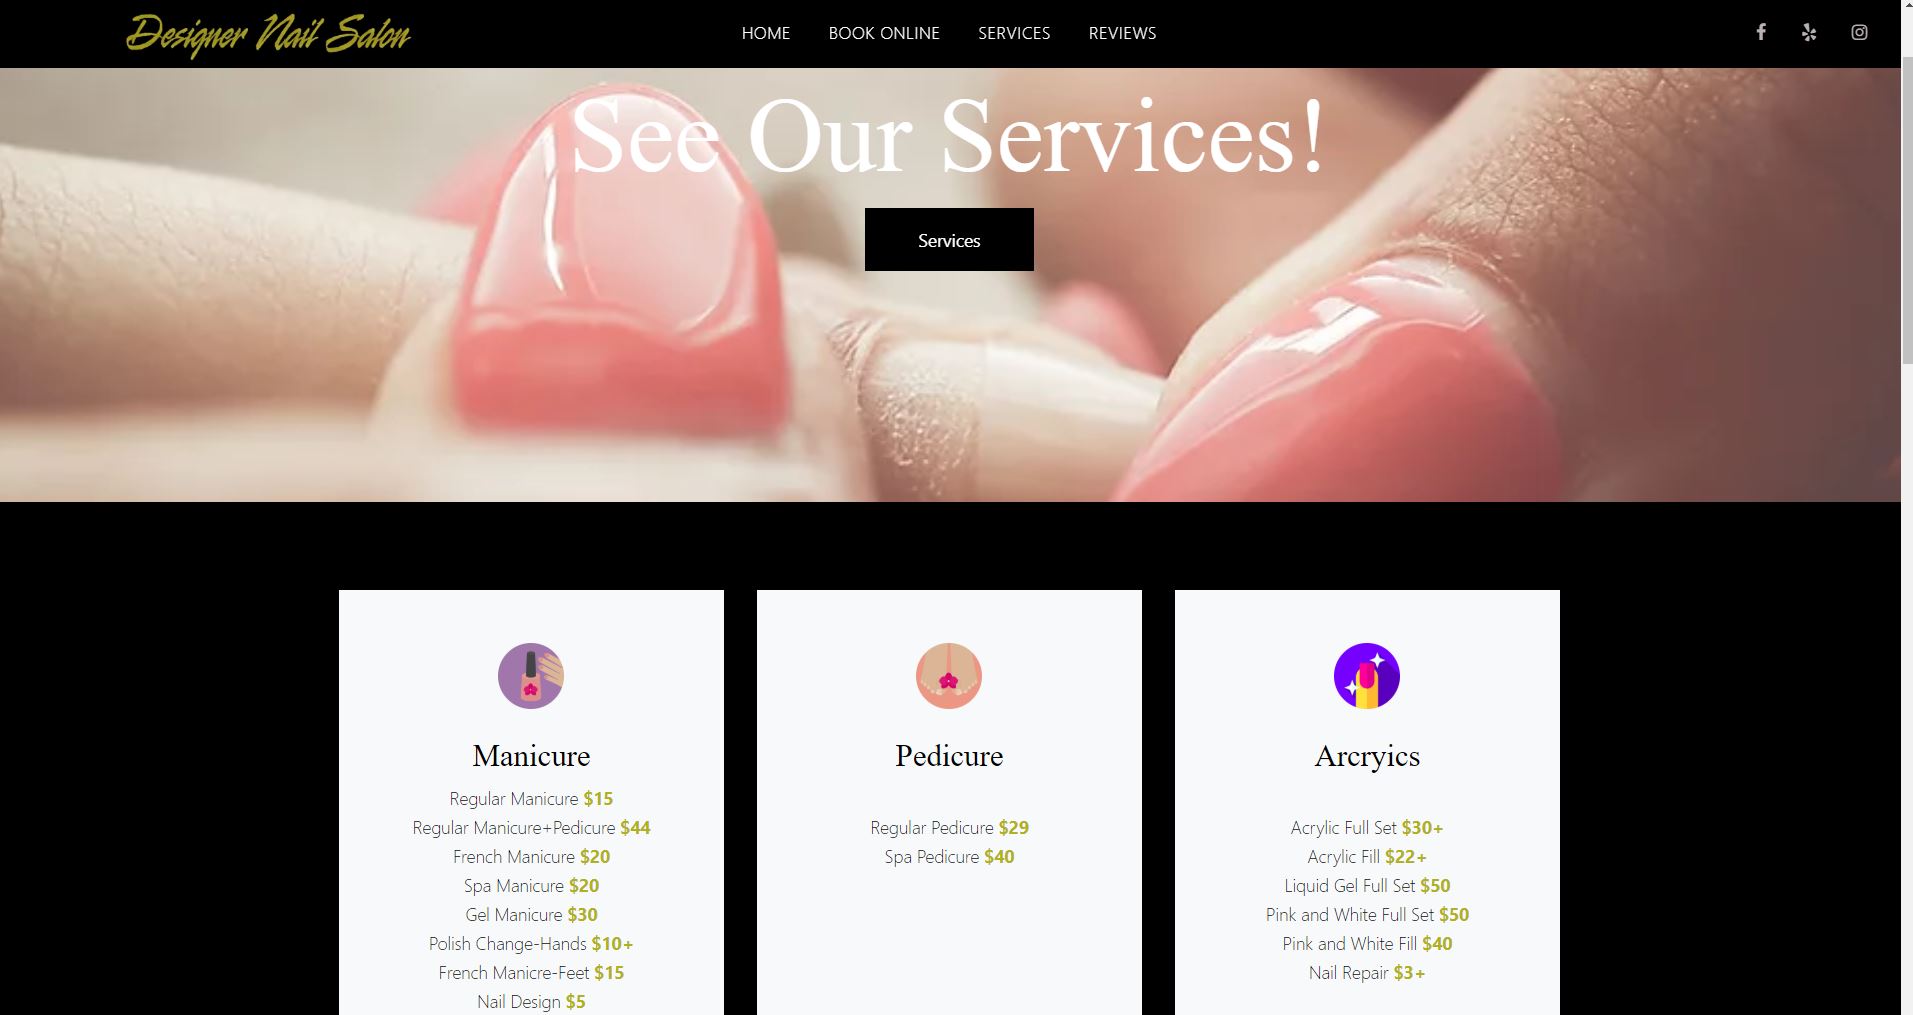 Designer Nail Salon
HOME BOOK ONLINE SERVICES REVIEWS
See Our Services!
Services
Manicure
Regular Manicure $15
Regular Manicure+Pedicure $44
French Manicure $20
Spa Manicure $20
Gel Manicure $30
Polish Change-Hands $10+
French Manicre-Feet $15
Nail Design $5
Pedicure
Regular Pedicure $29
Spa Pedicure $40
Arcryics
Acrylic Full Set $30+
Acrylic Fill $22+
Liquid Gel Full Set $50
Pink and White Full Set $50
Pink and White Fill $40
Nail Repair $3+